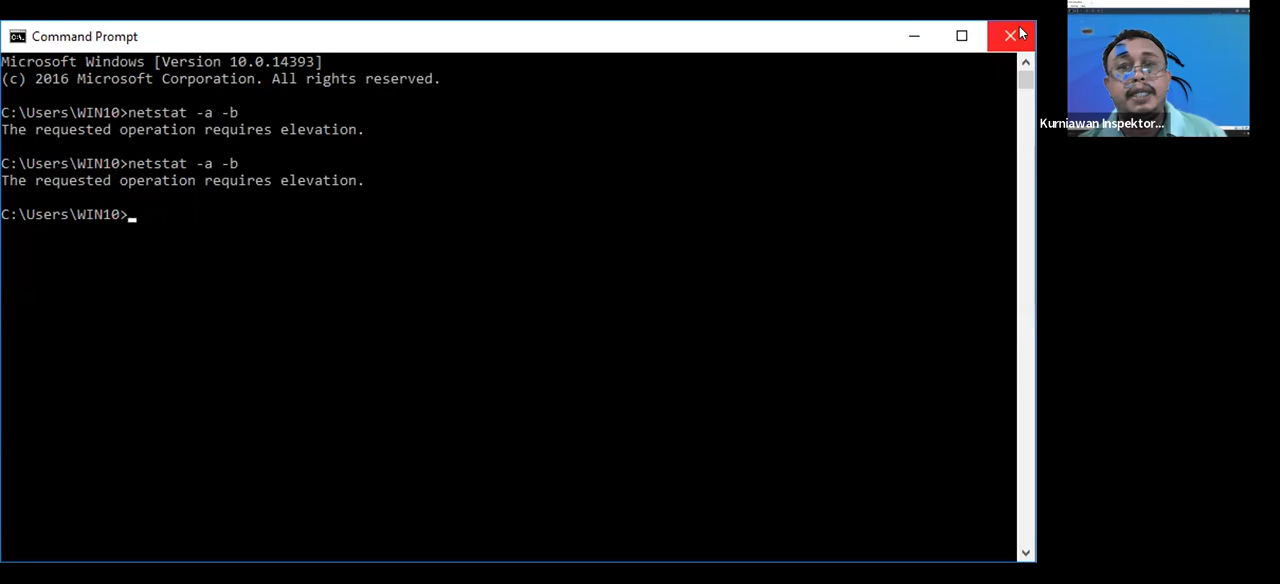 Command Prompt
Microsoft Windows [Version 10.0.14393]
(c) 2016 Microsoft Corporation. All rights reserved.
C:\Users\WIN10>netstat -a -b
The requested operation requires elevation.
C:\Users\WIN10>netstat -a -b
The requested operation requires elevation.
C:\Users\WIN10>
Kurniawan Inspektor...